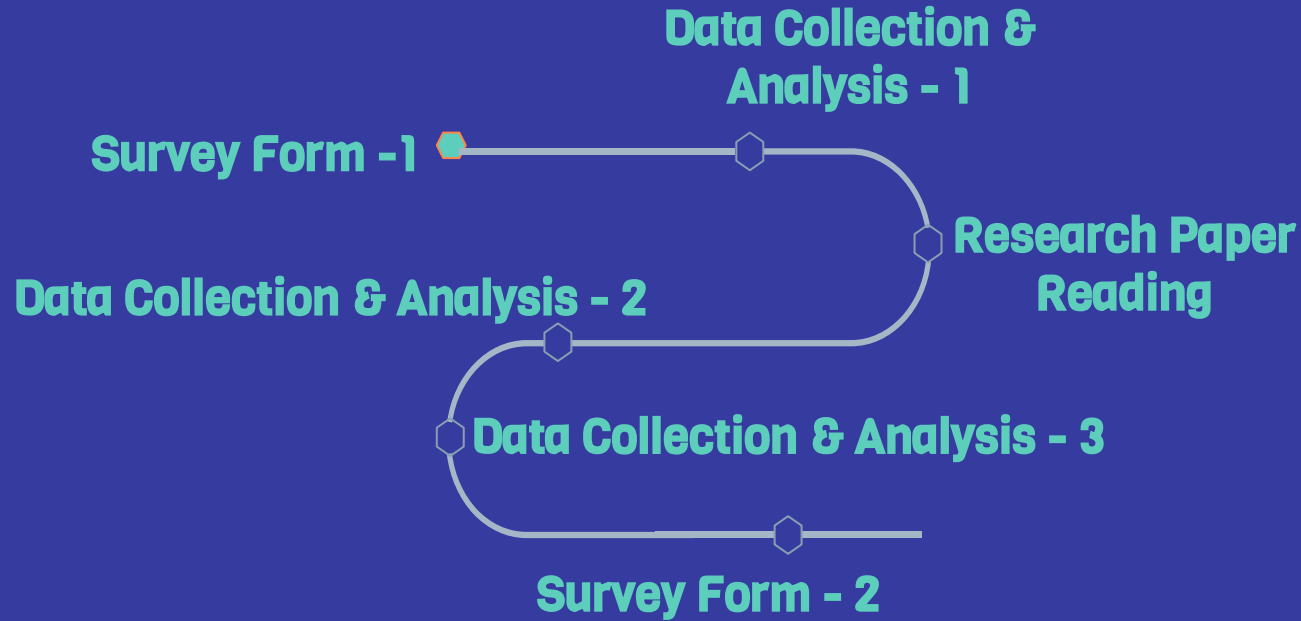 Data Collection &
Analysis - 1
Survey Form -1
Research Paper
Reading
Data Collection & Analysis - 2
Data Collection & Analysis - 3
Survey Form - 2